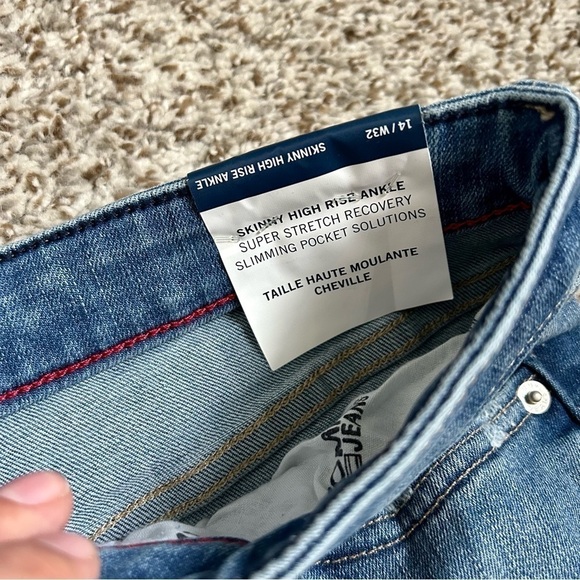 14 / W32
SKINNY HIGH RISE ANKLE
SKINNY HIGH RISE ANKLE
SUPER STRETCH RECOVERY
SLIMMING POCKET SOLUTIONS
TAILLE HAUTE MOULANTE
CHEVILLE
JEANS